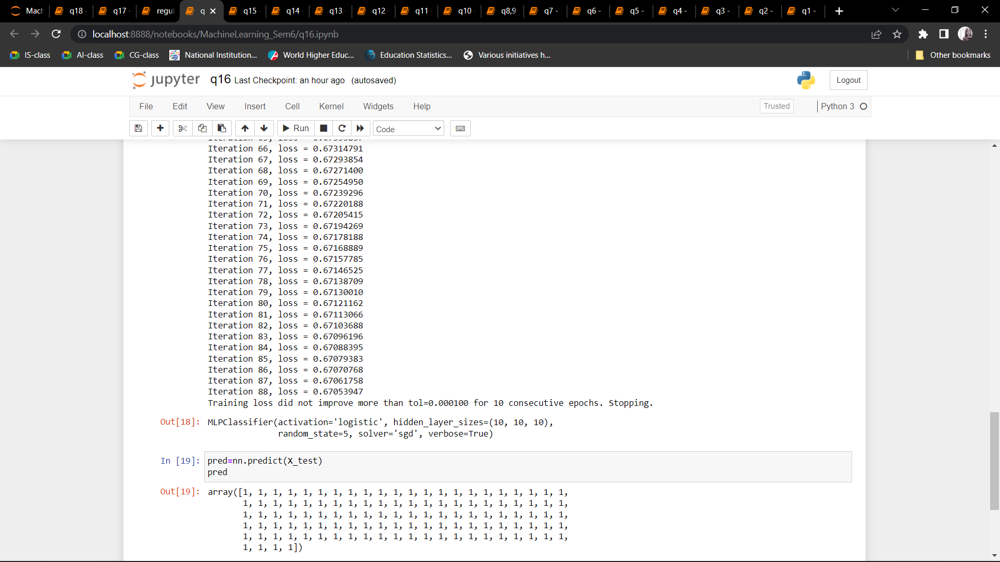 Mach
q18 -
q17 -
regul
q
q15
q14
q13
q12
q11
q10
q8,9
q7 -
q6 -
q5 -
q4 -
q3 -
q2 -
q1 -
localhost:8888/notebooks/MachineLearning_Sem6/q16.ipynb
IS-class
AI-class
CG-class
National Institution...
World Higher Educ...
Education Statistics...
Various initiatives h...
Other bookmarks
jupyter q16 Last Checkpoint: an hour ago (autosaved)
Logout
File Edit View Insert Cell Kernel Widgets Help
Trusted
Python 3
Run
Code
Iteration 66, loss = 0.67314791
Iteration 67, loss = 0.67293854
Iteration 68, loss = 0.67271400
Iteration 69, loss = 0.67254950
Iteration 70, loss = 0.67239296
Iteration 71, loss = 0.67220188
Iteration 72, loss = 0.67205415
Iteration 73, loss = 0.67194269
Iteration 74, loss = 0.67178188
Iteration 75, loss = 0.67168889
Iteration 76, loss = 0.67157785
Iteration 77, loss = 0.67146525
Iteration 78, loss = 0.67138709
Iteration 79, loss = 0.67130010
Iteration 80, loss = 0.67121162
Iteration 81, loss = 0.67113066
Iteration 82, loss = 0.67103688
Iteration 83, loss = 0.67096196
Iteration 84, loss = 0.67088395
Iteration 85, loss = 0.67079383
Iteration 86, loss = 0.67070768
Iteration 87, loss = 0.67061758
Iteration 88, loss = 0.67053947
Training loss did not improve more than tol=0.000100 for 10 consecutive epochs. Stopping.
Out[18]: MLPClassifier(activation='logistic', hidden_layer_sizes=(10, 10, 10),
random_state=5, solver='sgd', verbose=True)
In [19]: pred=nn.predict(X_test)
pred
Out[19]: array([1, 1, 1, 1, 1, 1, 1, 1, 1, 1, 1, 1, 1, 1, 1, 1, 1, 1, 1, 1, 1, 1,
1, 1, 1, 1, 1, 1, 1, 1, 1, 1, 1, 1, 1, 1, 1, 1, 1, 1, 1, 1, 1, 1,
1, 1, 1, 1, 1, 1, 1, 1, 1, 1, 1, 1, 1, 1, 1, 1, 1, 1, 1, 1, 1, 1,
1, 1, 1, 1, 1, 1, 1, 1, 1, 1, 1, 1, 1, 1, 1, 1, 1, 1, 1, 1, 1, 1,
1, 1, 1, 1, 1, 1, 1, 1, 1, 1, 1, 1, 1, 1, 1, 1, 1, 1, 1, 1, 1, 1,
1, 1, 1, 1])